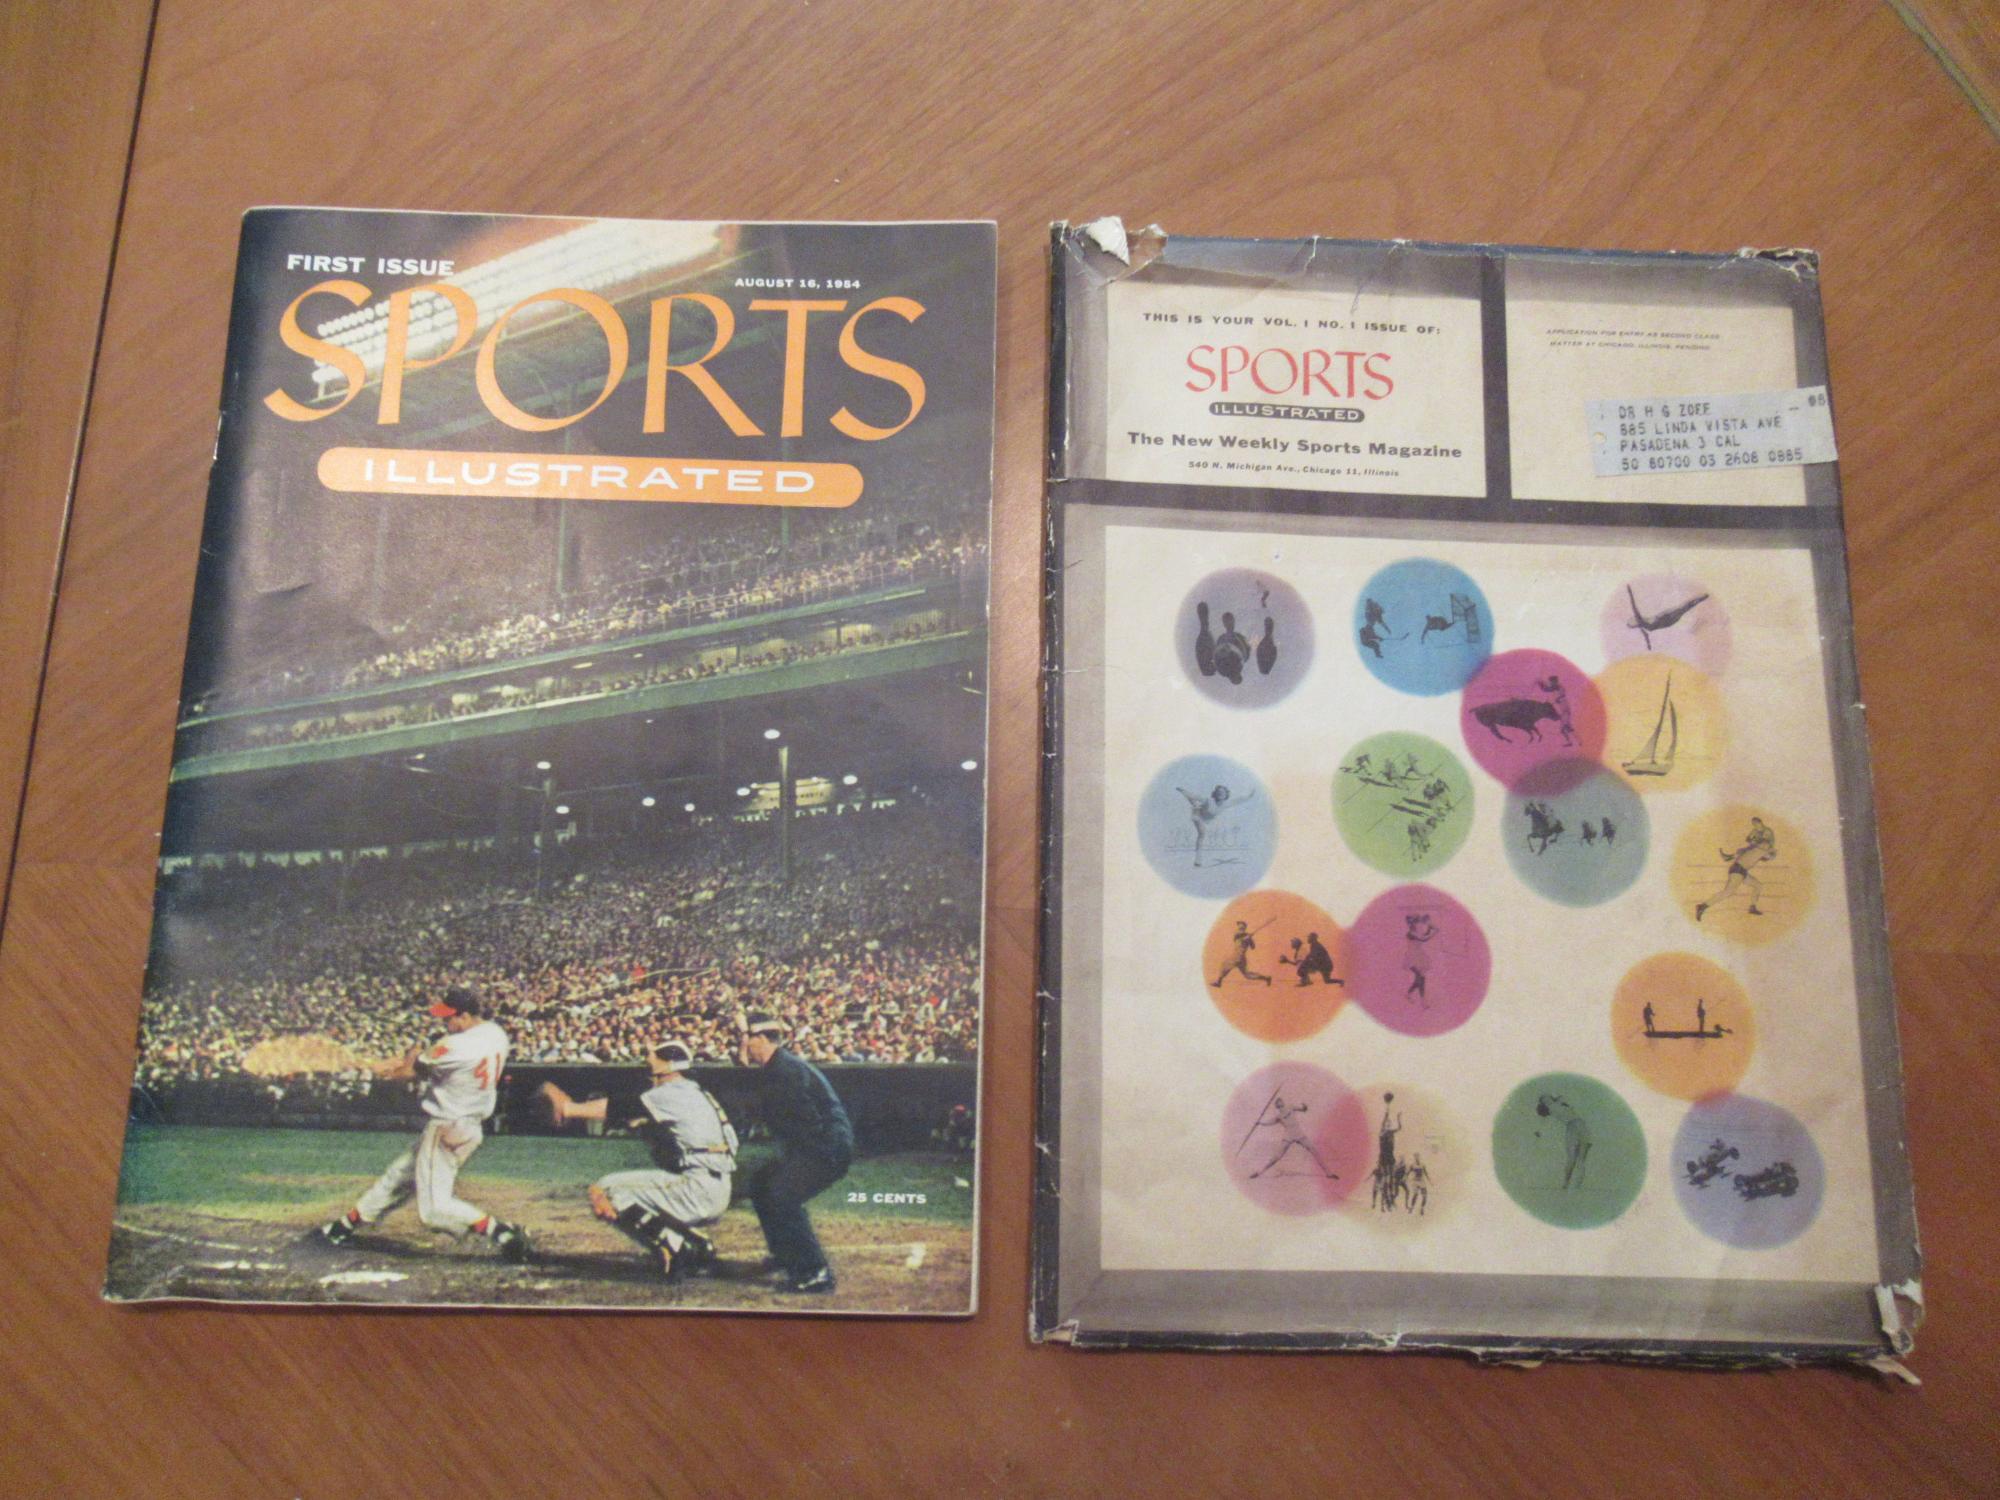 FIRST ISSUE
AUGUST 16, 1954
SPORTS
ILLUSTRATED
41
25 CENTS
THIS IS YOUR VOL. I NO. I ISSUE OF:
SPORTS
ILLUSTRATED
The New Weekly Sports Magazine
540 N. Michigan Ave., Chicago 11, Illinois
APPLICATION FOR ENTRY AS SECOND CLASS
MATTER AT CHICAGO, ILLINOIS, PENDING.
DR H G ZOFF
885 LINDA VISTA AVE
PASADENA 3 CAL
50 80700 03 2608 0885